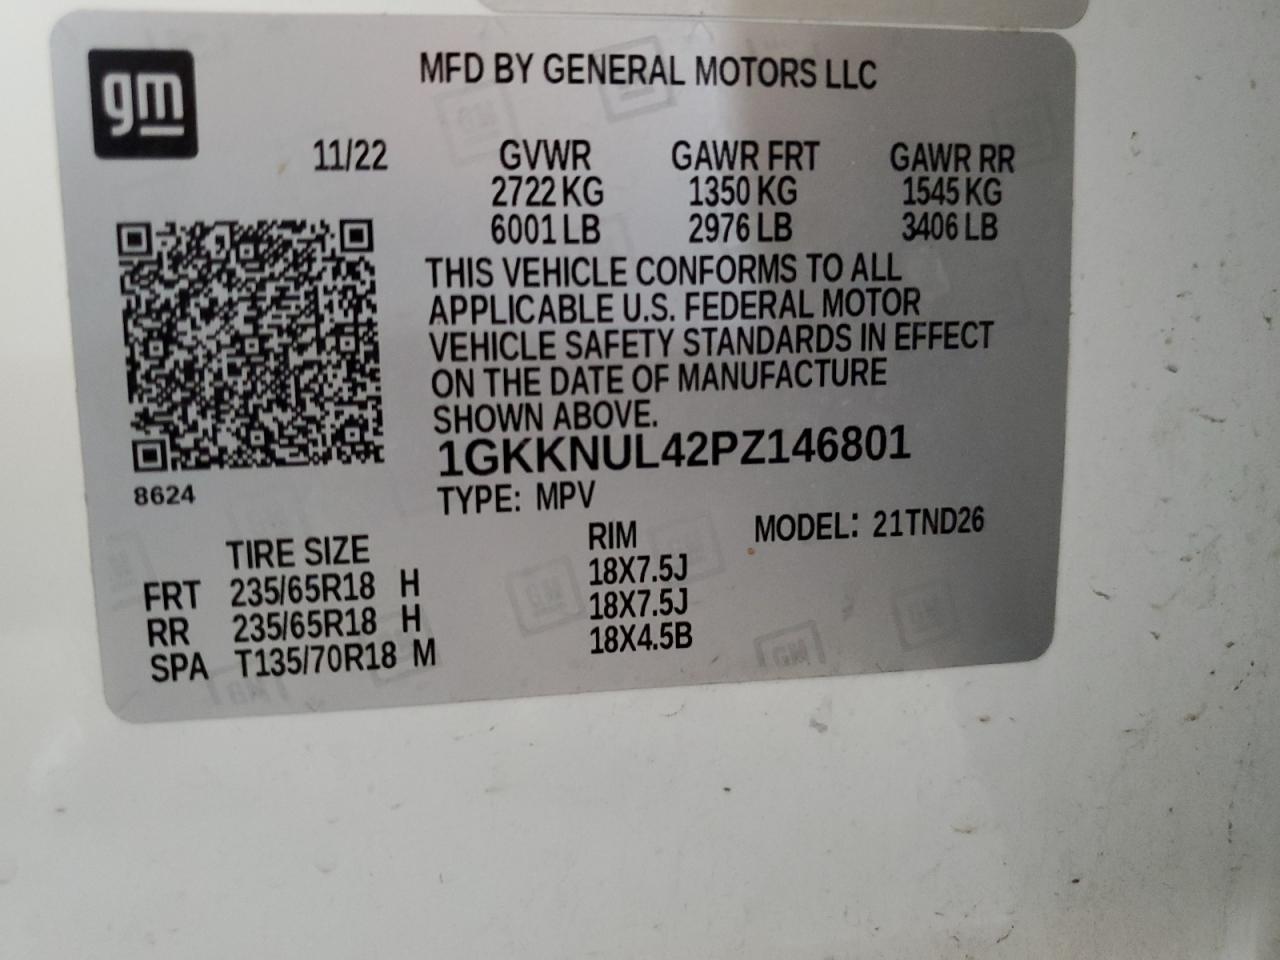 gm
MFD BY GENERAL MOTORS LLC
11/22 GVWR GAWR FRT GAWR RR
2722 KG 1350 KG 1545 KG
6001 LB 2976 LB 3406 LB
THIS VEHICLE CONFORMS TO ALL
APPLICABLE U.S. FEDERAL MOTOR
VEHICLE SAFETY STANDARDS IN EFFECT
ON THE DATE OF MANUFACTURE
SHOWN ABOVE.
1GKKNUL42PZ146801
8624
TYPE: MPV
TIRE SIZE RIM MODEL: 21TND26
FRT 235/65R18 H 18X7.5J
RR 235/65R18 H 18X7.5J
SPA T135/70R18 M 18X4.5B